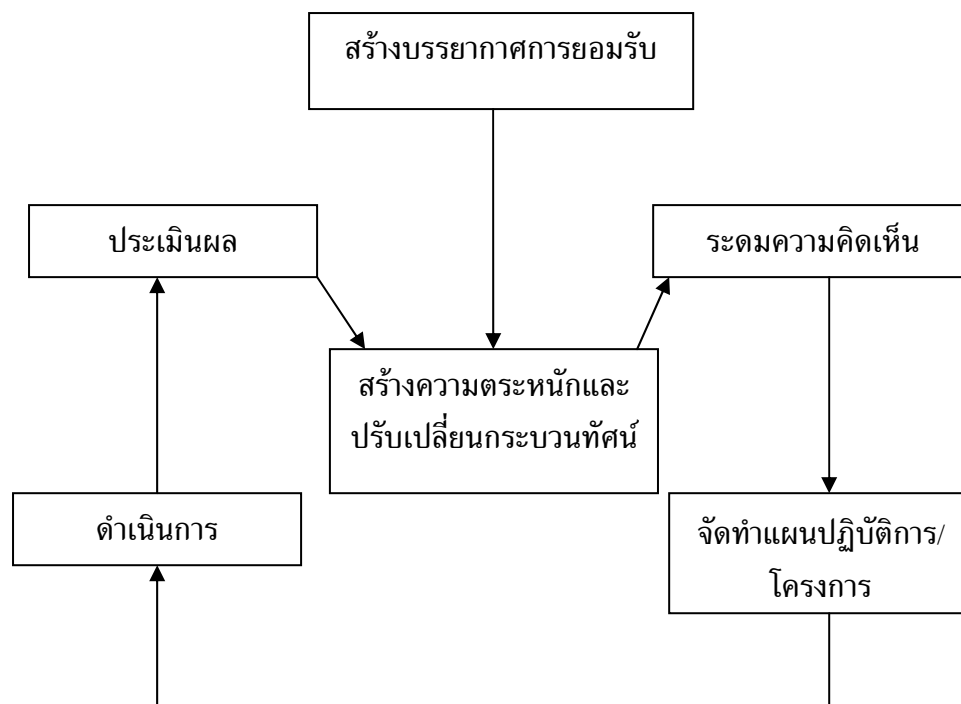 สร้างบรรยากาศการยอมรับ
ประเมินผล
ระดมความคิดเห็น
สร้างความตระหนักและ
ปรับเปลี่ยนกระบวนทัศน์
ดำเนินการ
จัดทำแผนปฏิบัติการ/
โครงการ